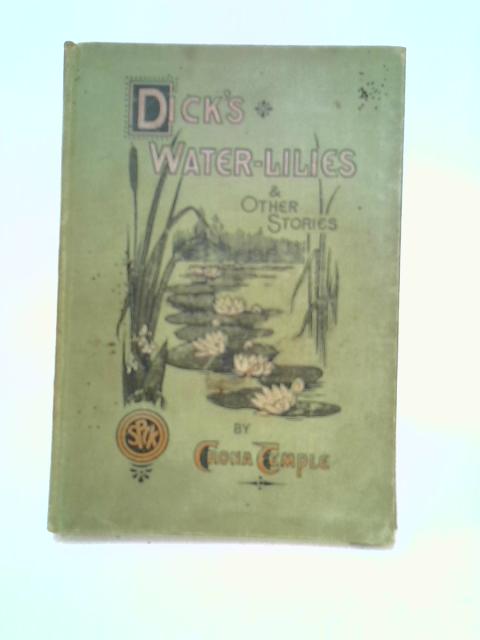 DICK'S
WATER-LILIES
& 
OTHER
STORIES
SPCK
BY
CRONA TEMPLE